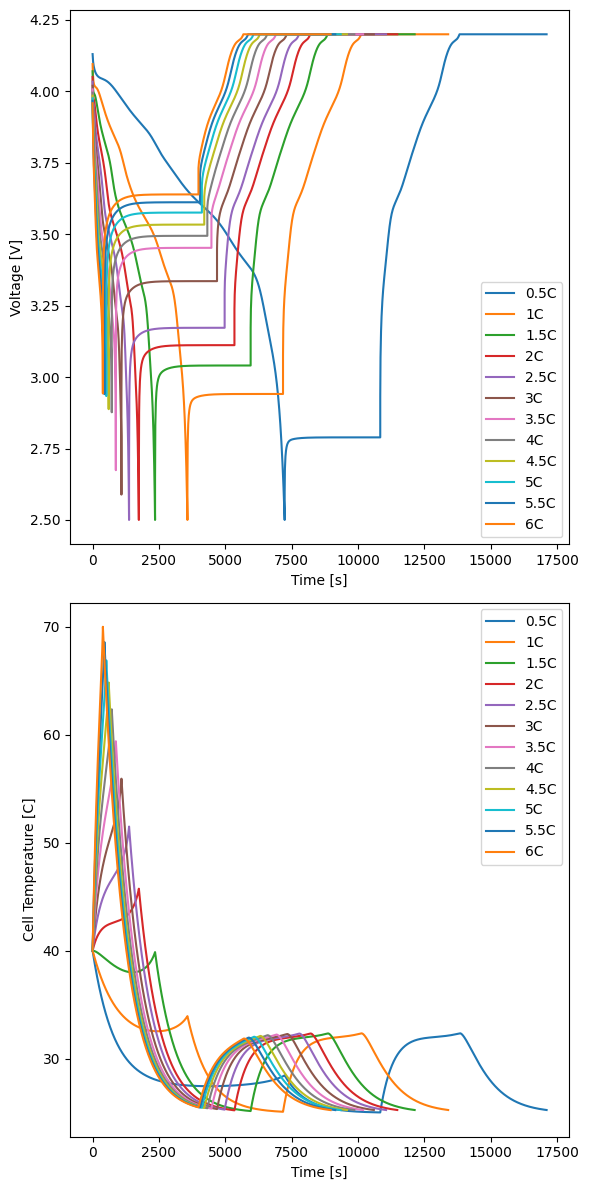 4.25
4.00
3.75
3.50
3.25
3.00
2.75
2.50
Voltage [V]
0.5C
1C
1.5C
2C
2.5C
3C
3.5C
4C
4.5C
5C
5.5C
6C
0 2500 5000 7500 10000 12500 15000 17500
Time [s]
70
60
50
40
30
Cell Temperature [C]
0.5C
1C
1.5C
2C
2.5C
3C
3.5C
4C
4.5C
5C
5.5C
6C
0 2500 5000 7500 10000 12500 15000 17500
Time [s]